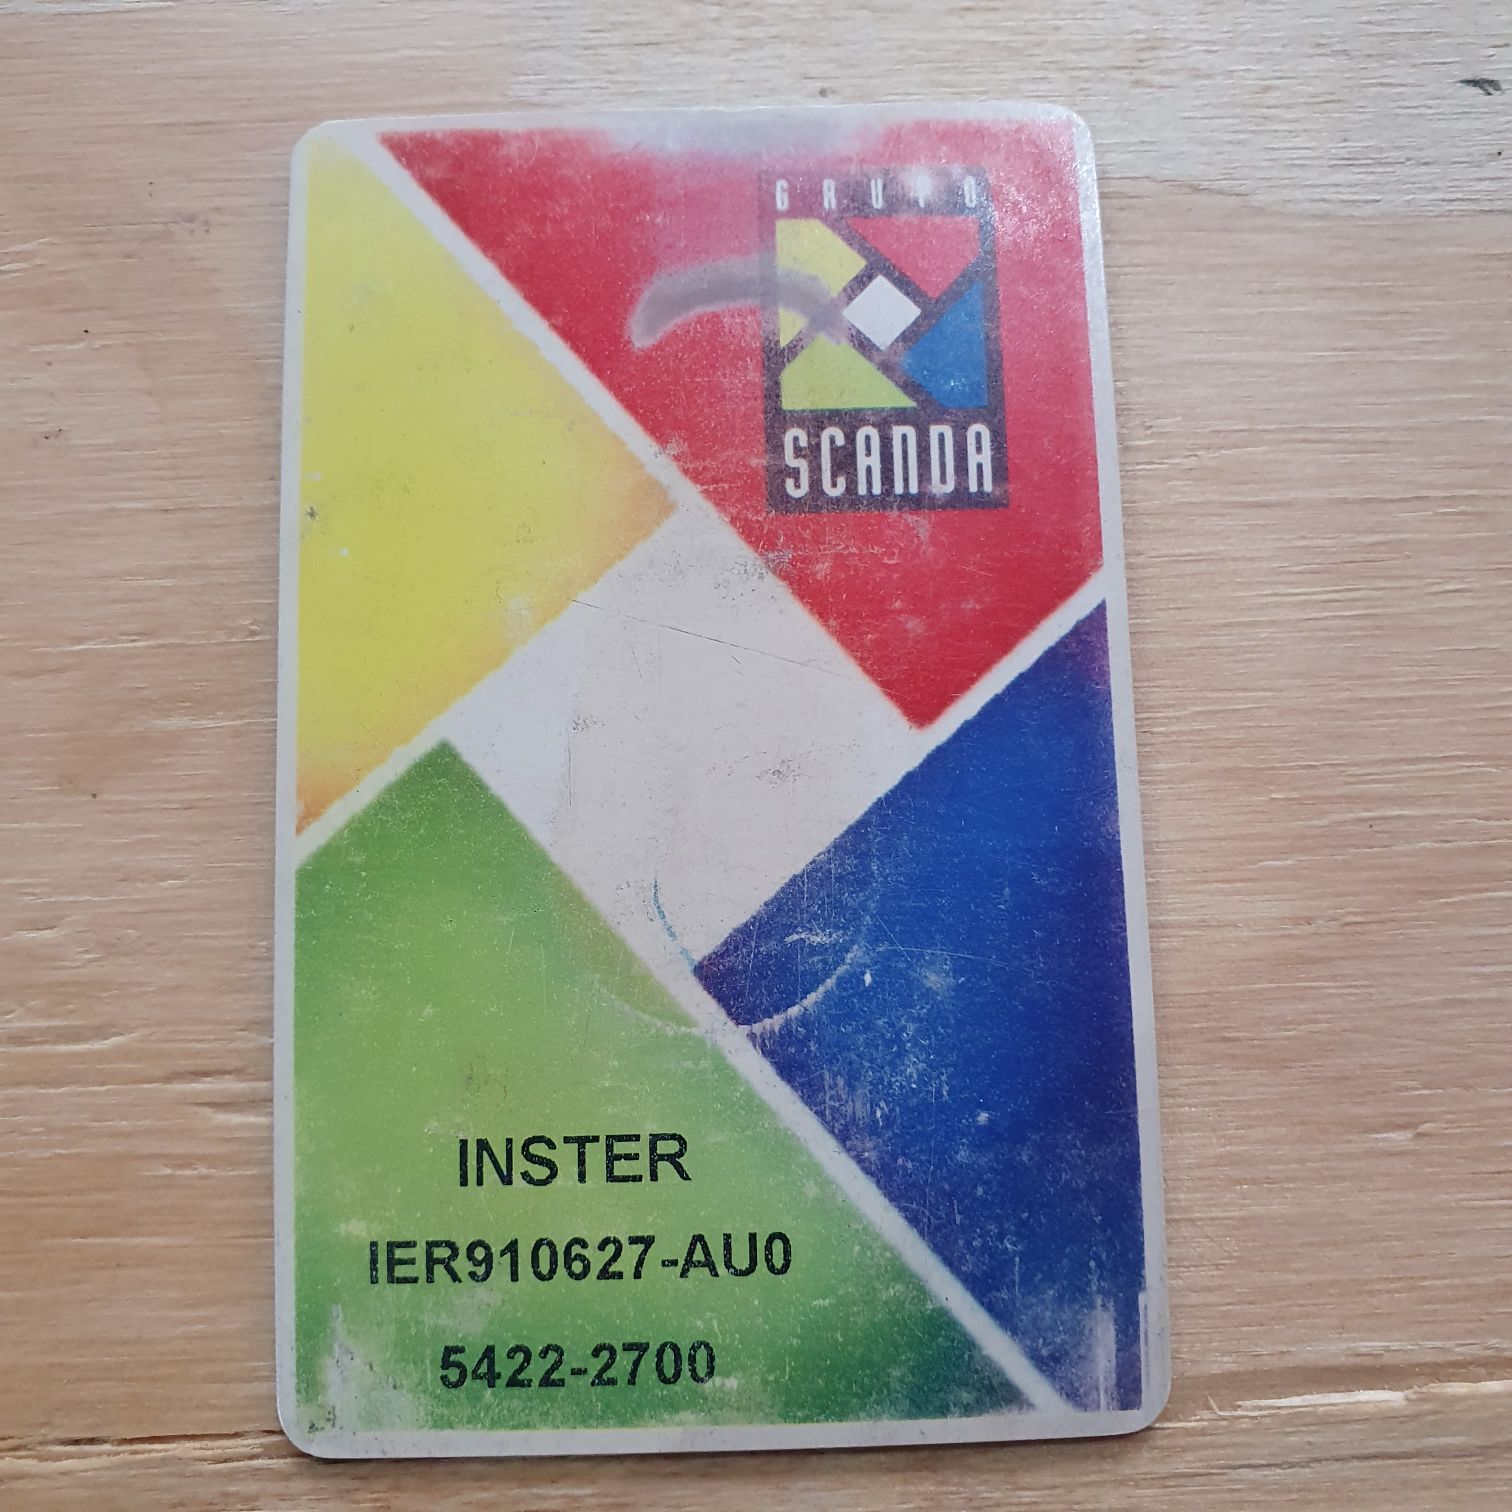 GRUPO
SCANDA
INSTER
IER910627-AU0
5422-2700